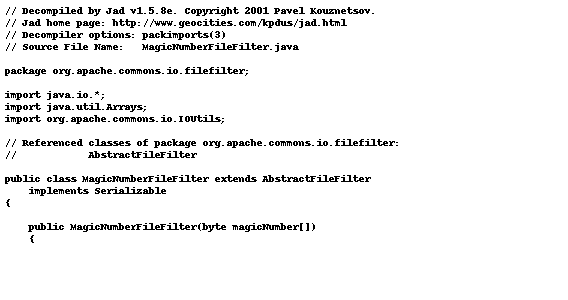 // Decompiled by Jad v1.5.8e. Copyright 2001 Pavel Kouznetsov.
// Jad home page: http://www.geocities.com/kpdus/jad.html
// Decompiler options: packimports(3)
// Source File Name:   MagicNumberFileFilter.java

package org.apache.commons.io.filefilter;

import java.io.*;
import java.util.Arrays;
import org.apache.commons.io.IOUtils;

// Referenced classes of package org.apache.commons.io.filefilter:
//            AbstractFileFilter

public class MagicNumberFileFilter extends AbstractFileFilter
    implements Serializable
{

    public MagicNumberFileFilter(byte magicNumber[])
    {